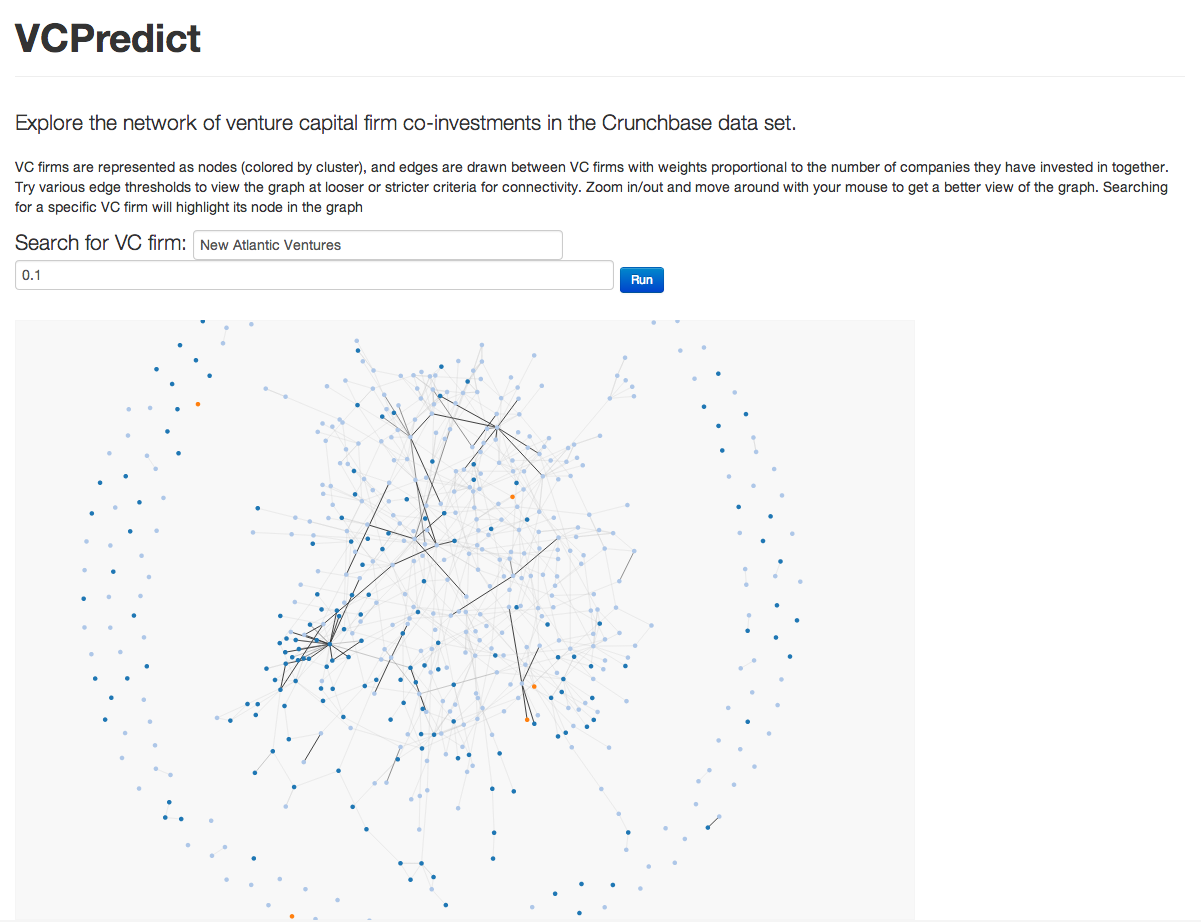 VCPredict
Explore the network of venture capital firm co-investments in the Crunchbase data set.
VC firms are represented as nodes (colored by cluster), and edges are drawn between VC firms with weights proportional to the number of companies they have invested in together.
Try various edge thresholds to view the graph at looser or stricter criteria for connectivity. Zoom in/out and move around with your mouse to get a better view of the graph. Searching
for a specific VC firm will highlight its node in the graph
Search for VC firm: New Atlantic Ventures
0.1 Run